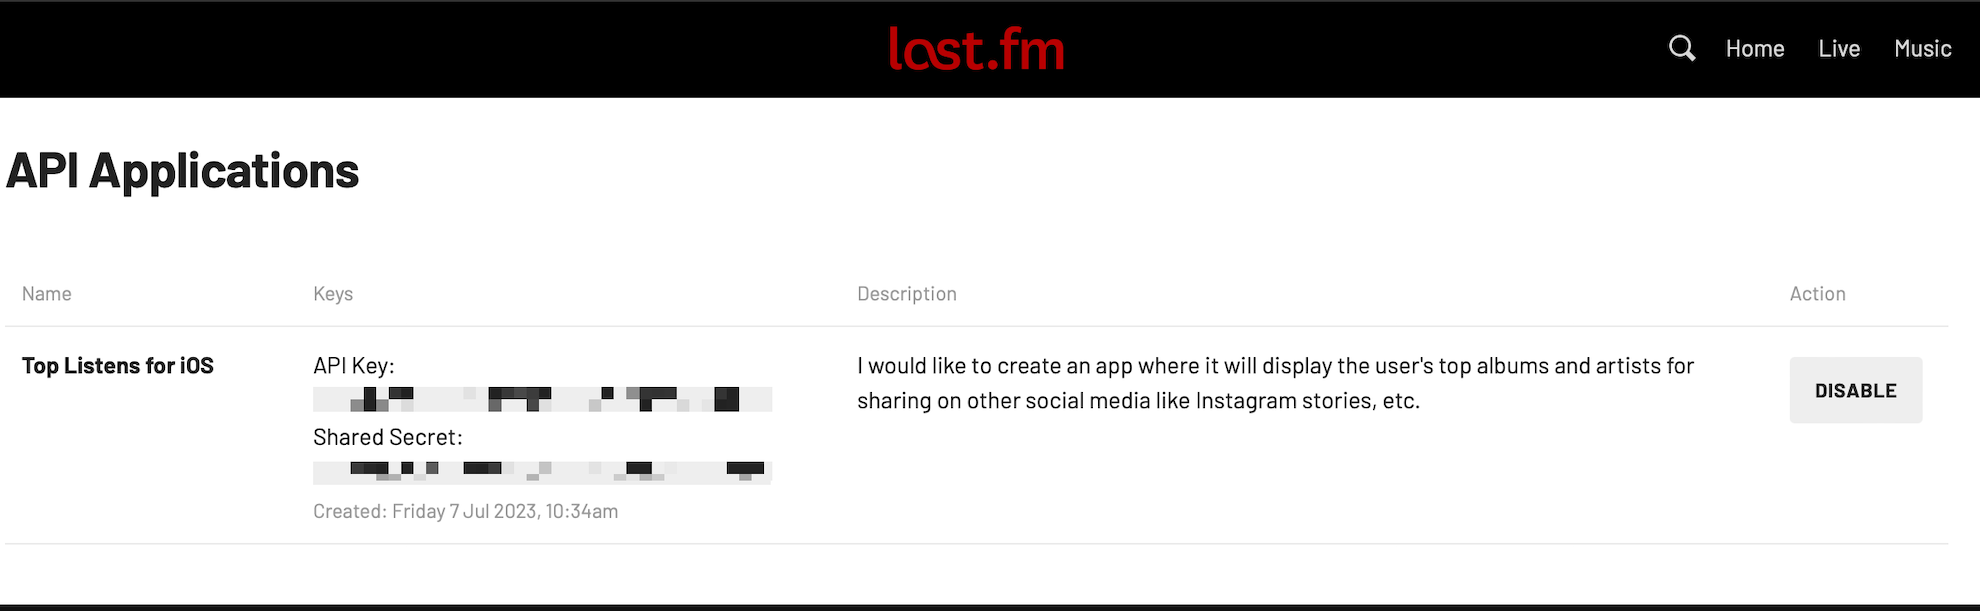 last.fm
Home Live Music
API Applications
Name Keys Description Action
Top Listens for iOS
API Key:
Shared Secret:
Created: Friday 7 Jul 2023, 10:34am
I would like to create an app where it will display the user's top albums and artists for
sharing on other social media like Instagram stories, etc.
DISABLE